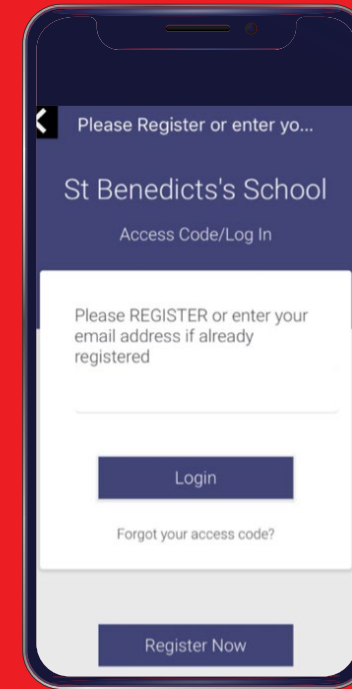 Please Register or enter yo...
St Benedicts's School
Access Code/Log In
Please REGISTER or enter your
email address if already
registered
Login
Forgot your access code?
Register Now